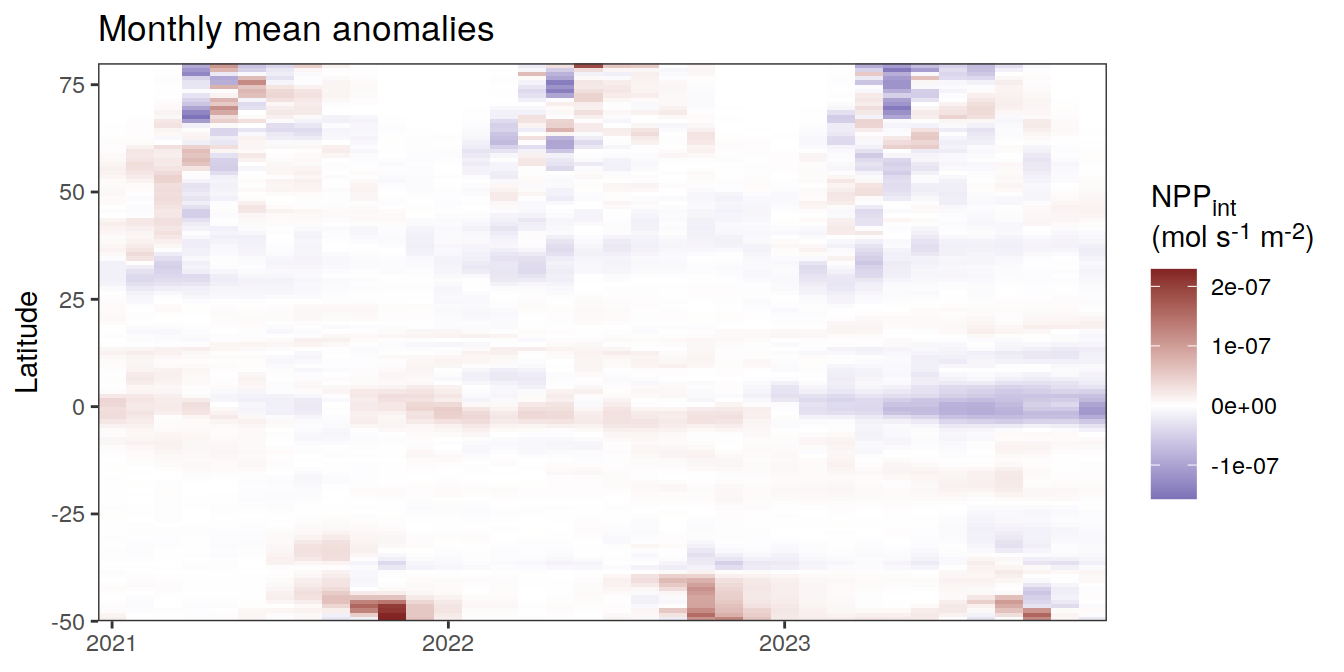 Monthly mean anomalies
Latitude
75
50
25
0
-25
-50
2021
2022
2023
NPPint
(mol s-1 m-2)
2e-07
1e-07
0e+00
-1e-07